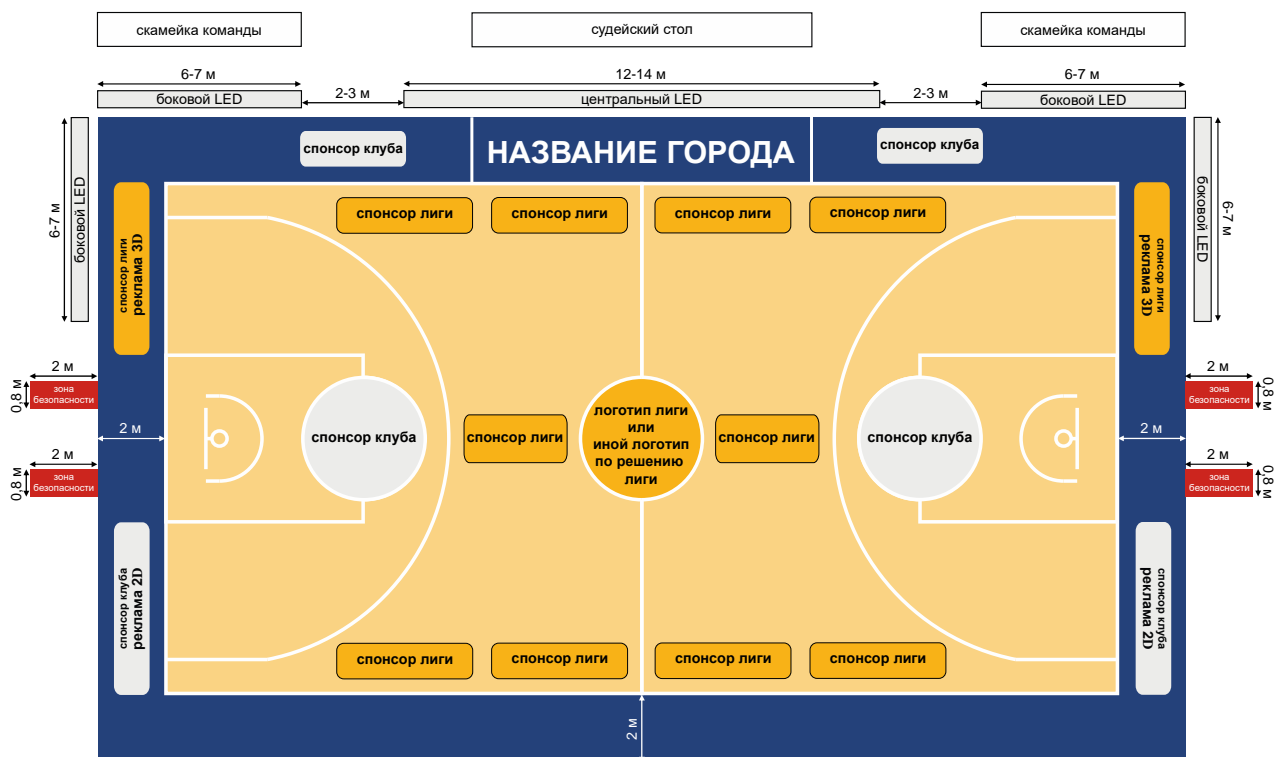 скамейка команды
судейский стол
скамейка команды
6-7 м
12-14 м
6-7 м
2-3 м
2-3 м
боковой LED
центральный LED
боковой LED
6-7 м
боковой LED
спонсор клуба
НАЗВАНИЕ ГОРОДА
спонсор клуба
боковой LED
6-7 м
спонсор лиги
спонсор лиги
спонсор лиги
спонсор лиги
спонсор лиги
реклама 3D
спонсор лиги
реклама 3D
2 м
0,8 м
зона
безопасности
2 м
0,8 м
зона
безопасности
2 м
спонсор клуба
спонсор лиги
логотип лиги
или
иной логотип
по решению
лиги
спонсор лиги
спонсор клуба
2 м
2 м
0,8 м
зона
безопасности
2 м
0,8 м
зона
безопасности
спонсор клуба
реклама 2D
спонсор клуба
реклама 2D
спонсор лиги
спонсор лиги
спонсор лиги
спонсор лиги
2 м